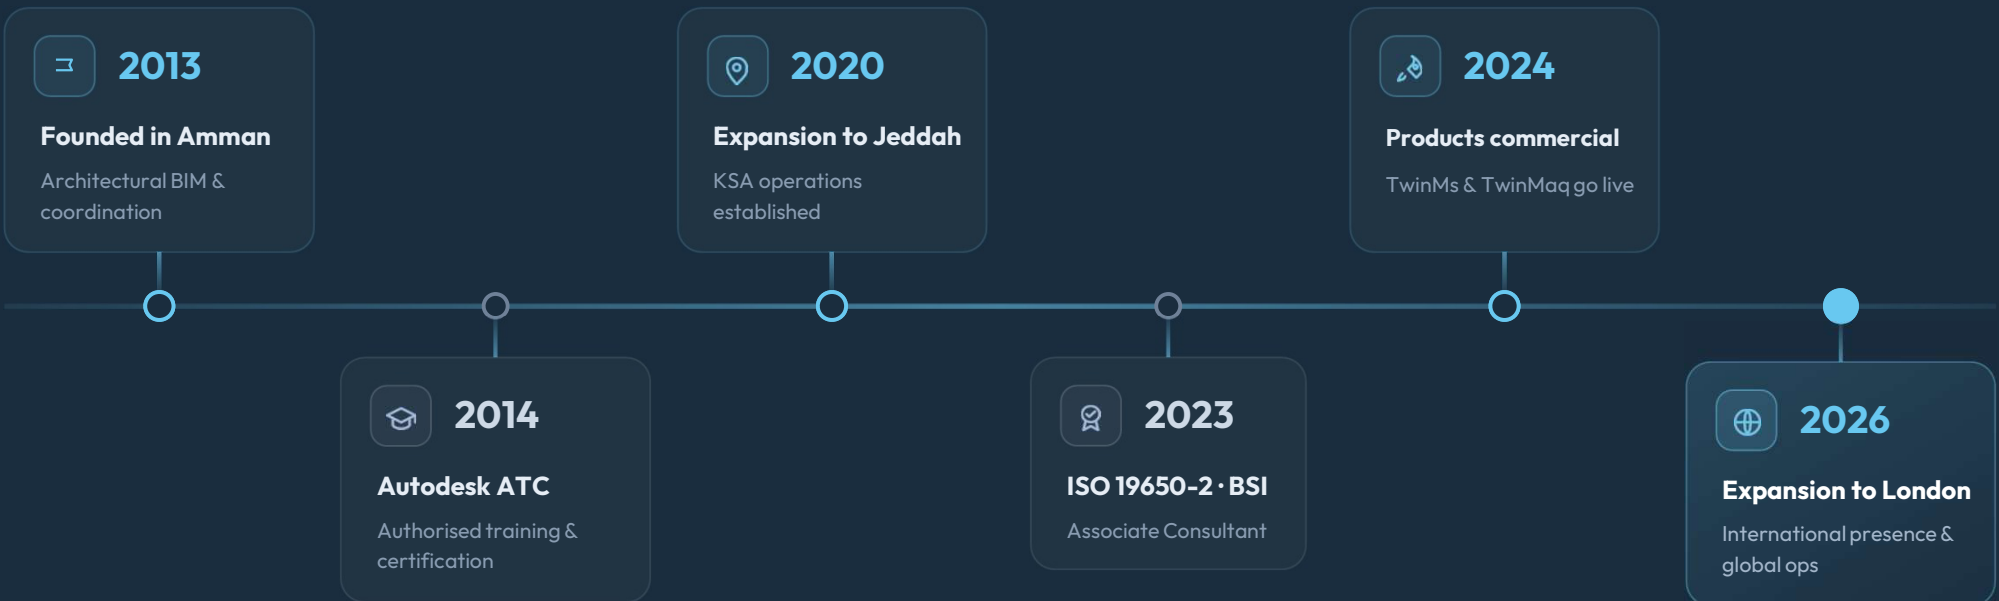 2013
Founded in Amman
Architectural BIM &
coordination
2014
Autodesk ATC
Authorised training &
certification
2020
Expansion to Jeddah
KSA operations
established
2023
ISO 19650-2 · BSI
Associate Consultant
2024
Products commercial
TwinMs & TwinMaq go live
2026
Expansion to London
International presence &
global ops